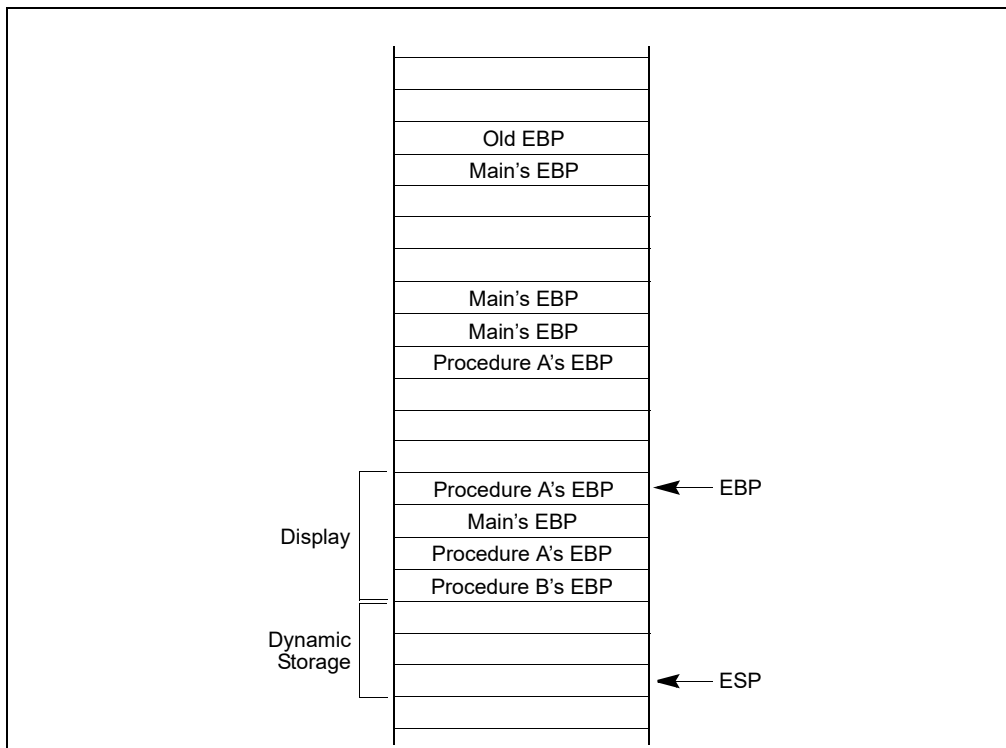 Old EBP
Main’s EBP
Main’s EBP
Main’s EBP
Procedure A’s EBP
Procedure A’s EBP
EBP
Main’s EBP
Display
Procedure A’s EBP
Procedure B’s EBP
Dynamic
Storage
ESP